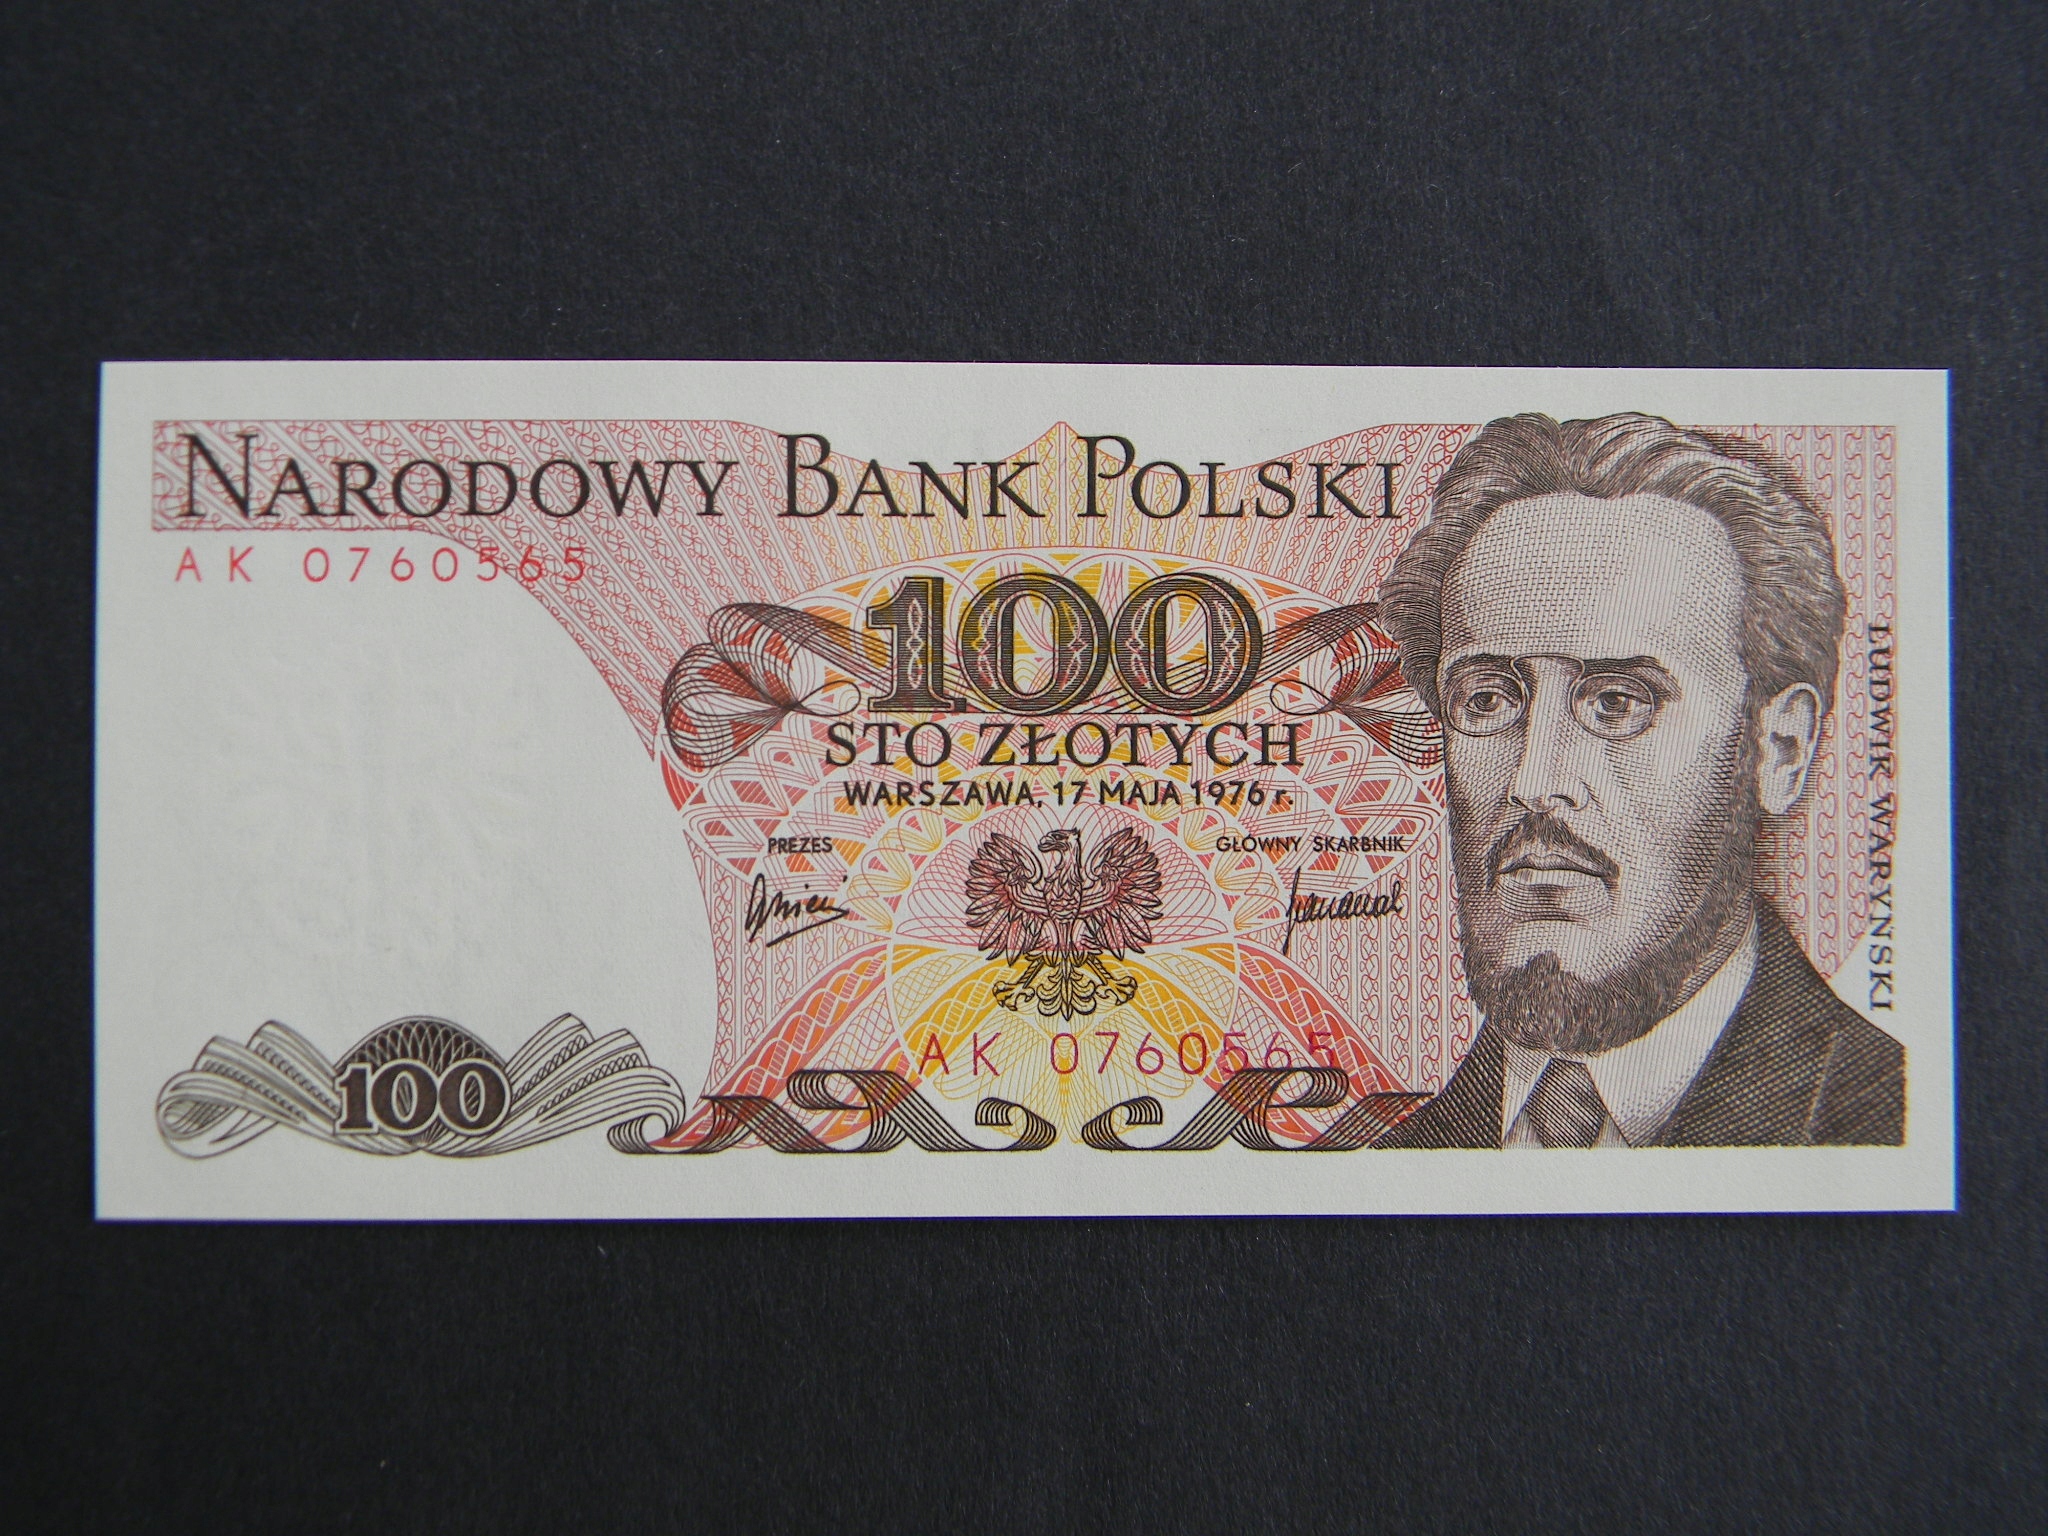 NARODOWY BANK POLSKI
AK 0760565
100
STO ZŁOTYCH
WARSZAWA, 17 MAJA 1976 r.
PREZES
GŁÓWNY SKARBNIK
LUDWIK WARYŃSKI
AK 0760565
100